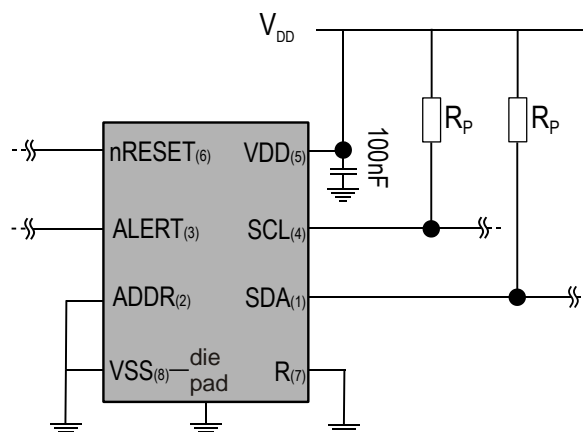 VDD
RP
RP
100nF
nRESET(6)
VDD(5)
ALERT(3)
SCL(4)
ADDR(2)
SDA(1)
VSS(8)
die
pad
R(7)